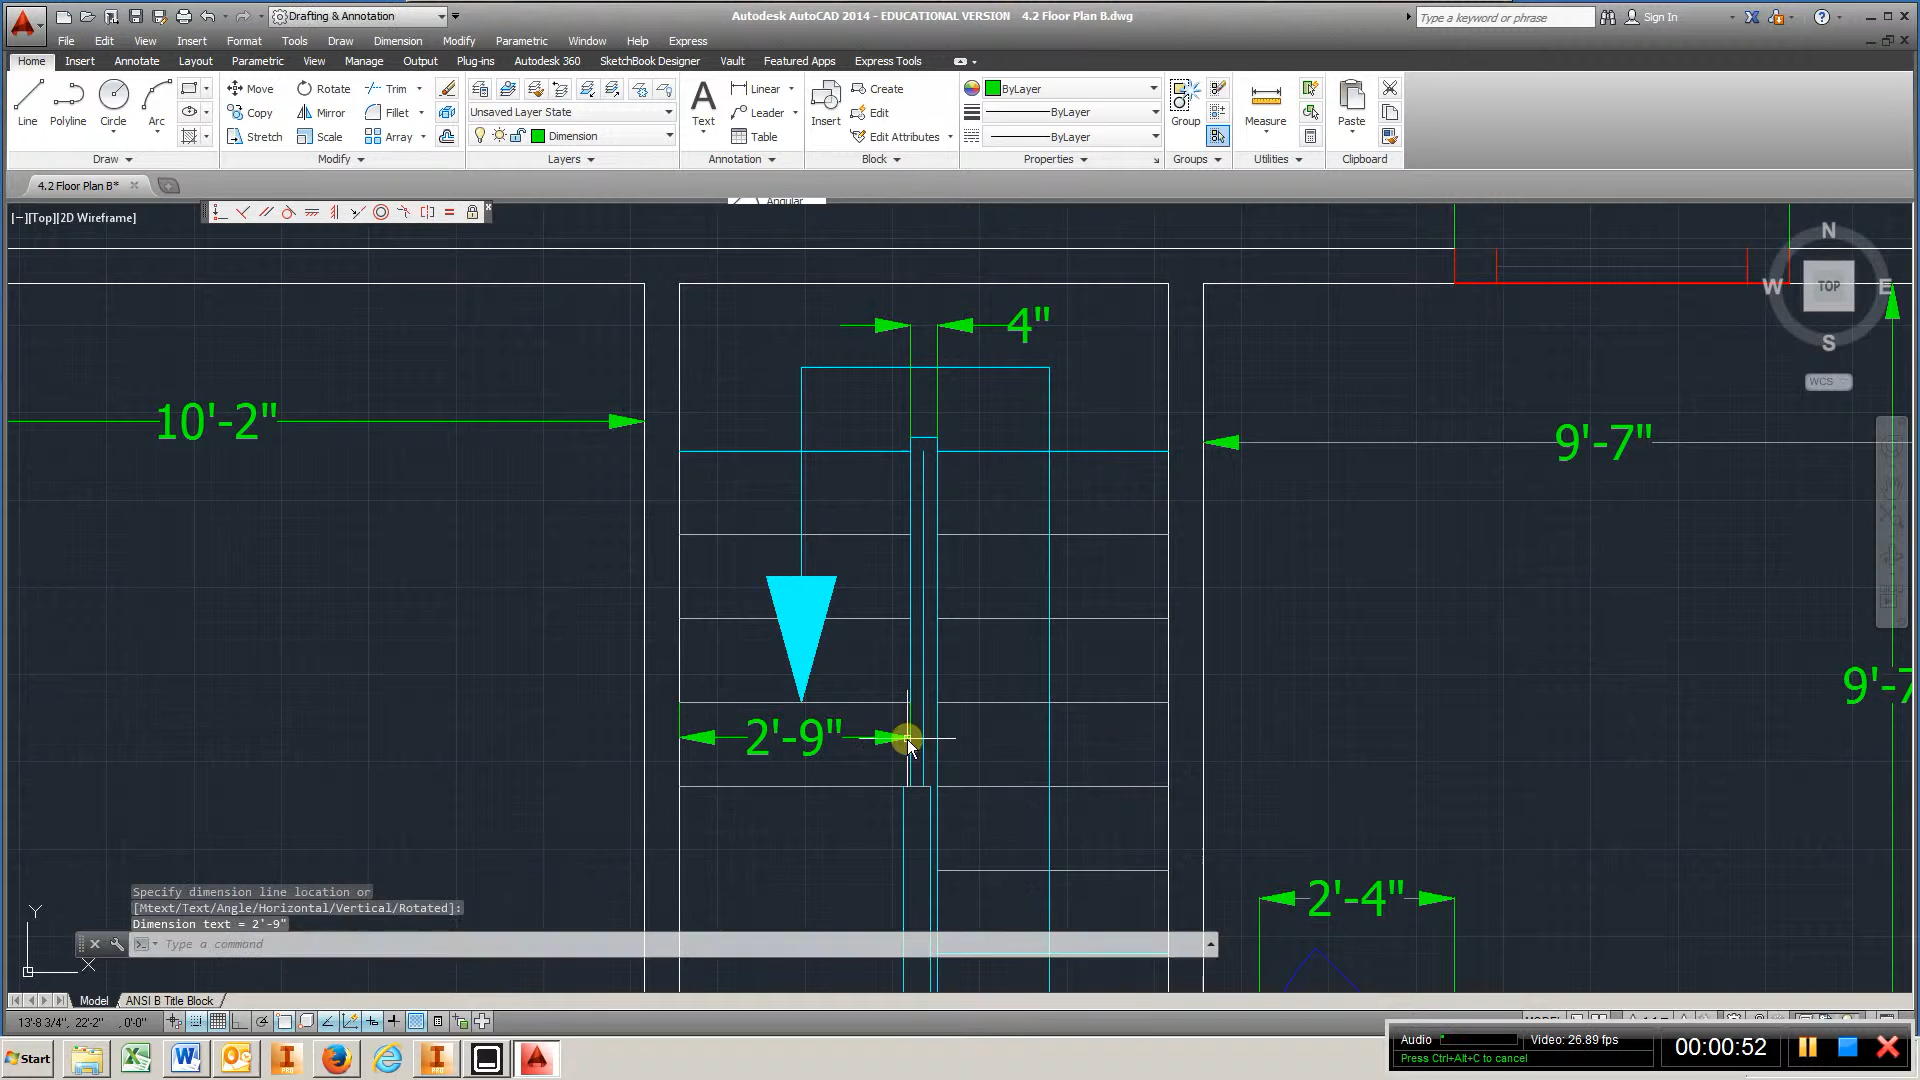 Drafting & Annotation
Autodesk AutoCAD 2014 - EDUCATIONAL VERSION 4.2 Floor Plan B.dwg
Type a keyword or phrase
Sign In
File Edit View Insert Format Tools Draw Dimension Modify Parametric Window Help Express
Home Insert Annotate Layout Parametric View Manage Output Plug-ins Autodesk 360 SketchBook Designer Vault Featured Apps Express Tools
Line Polyline Circle Arc
Move Rotate Trim
Copy Mirror Fillet
Stretch Scale Array
Unsaved Layer State
Dimension
Text
Linear
Leader
Table
Insert
Create
Edit
Edit Attributes
ByLayer
ByLayer
ByLayer
Group
Measure
Paste
Draw Modify Layers Annotation Block Properties Groups Utilities Clipboard
4.2 Floor Plan B*
Angular
[−][Top][2D Wireframe]
N
W TOP E
S
WCS
4"
10'-2"
9'-7"
9'-7
2'-9"
2'-4"
Specify dimension line location or
[Mtext/Text/Angle/Horizontal/Vertical/Rotated]:
Dimension text = 2'-9"
Type a command
Y
X
Model ANSI B Title Block
13'-8 3/4", 22'-2" , 0'-0"
Start
Audio
Video: 26.89 fps
Press Ctrl+Alt+C to cancel
00:00:52